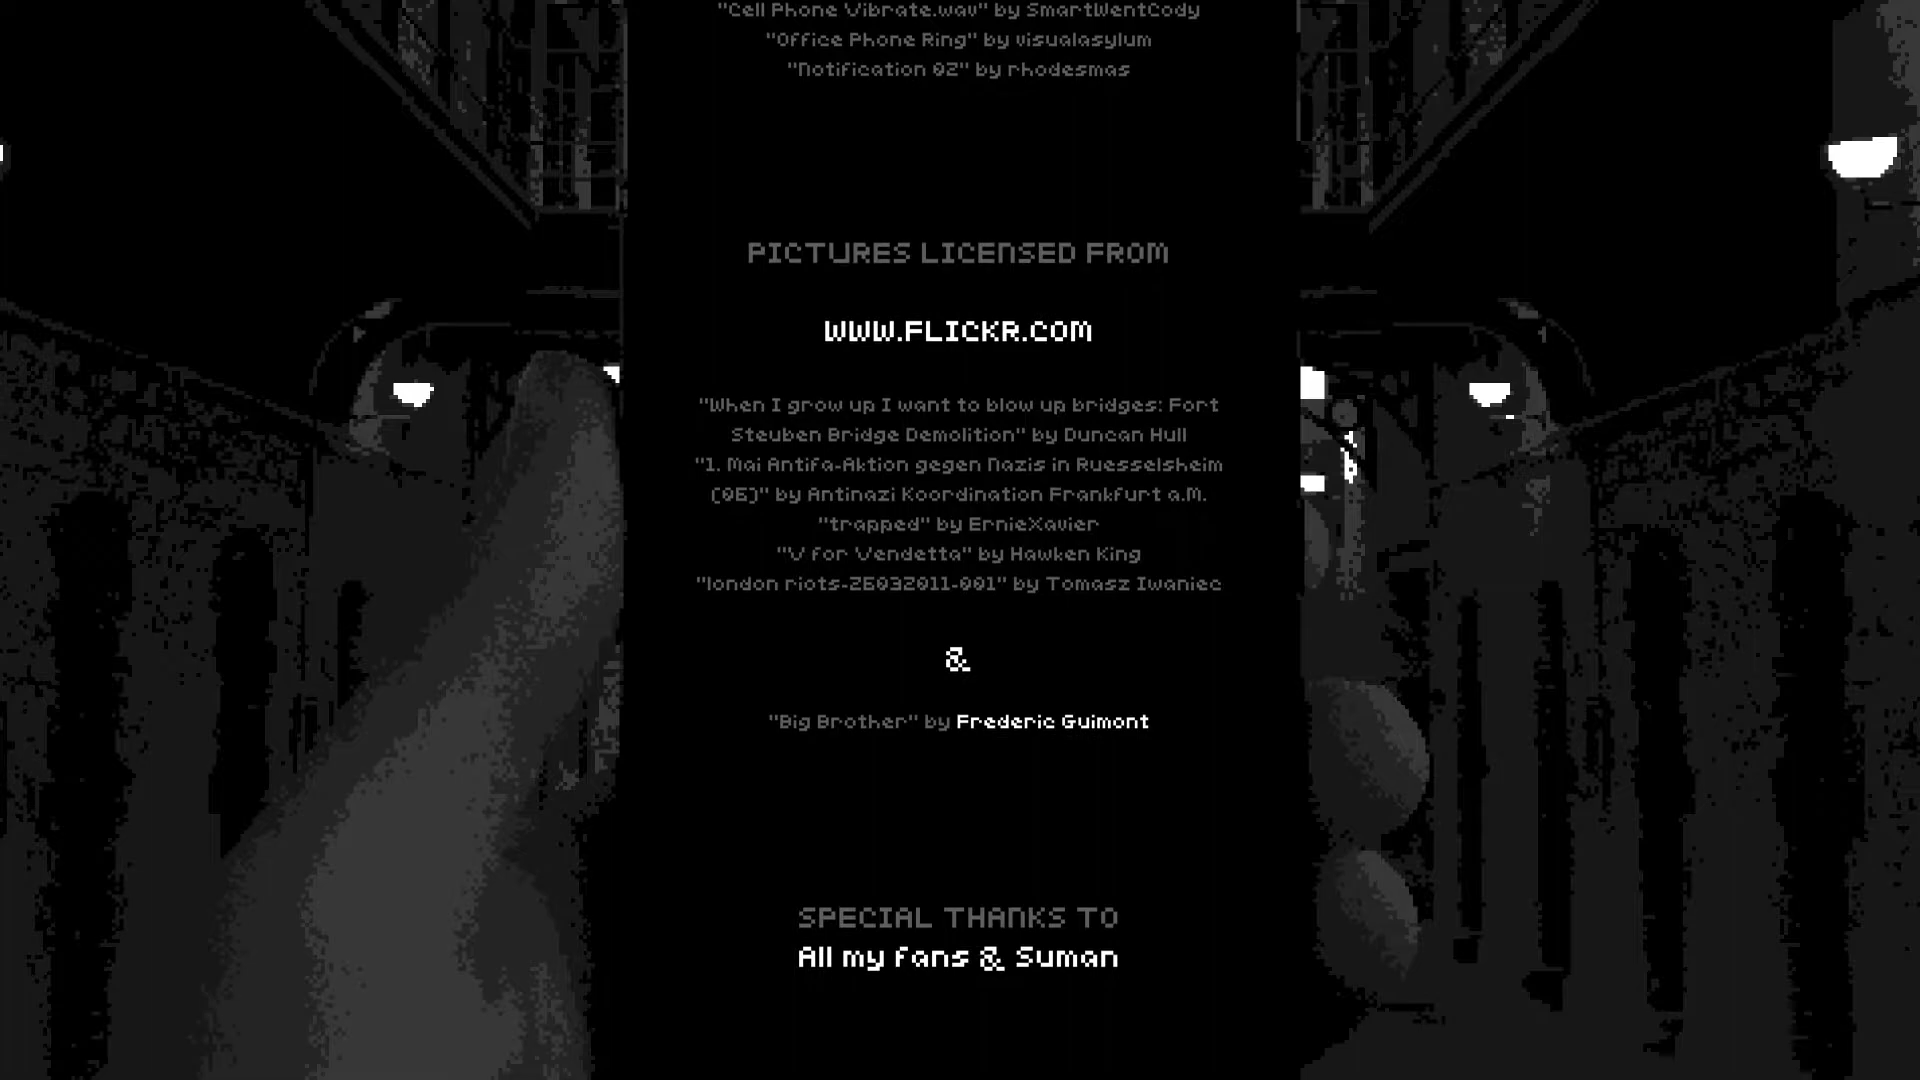 "Cell Phone Vibrate.wav" by SmartWentCody
"Office Phone Ring" by visualasylum
"Notification 02" by rhodesmas
PICTURES LICENSED FROM
WWW.FLICKR.COM
"When I grow up I want to blow up bridges: Fort
Steuben Bridge Demolition" by Duncan Hull
"1. Mai Antifa-Aktion gegen Nazis in Ruesselsheim
(06)" by Antinazi Koordination Frankfurt a.M.
"trapped" by ErnieXavier
"V for Vendetta" by Hawken King
"london riots-26032011-001" by Tomasz Iwaniec
&
"Big Brother" by Frederic Guimont
SPECIAL THANKS TO
All my fans & Suman